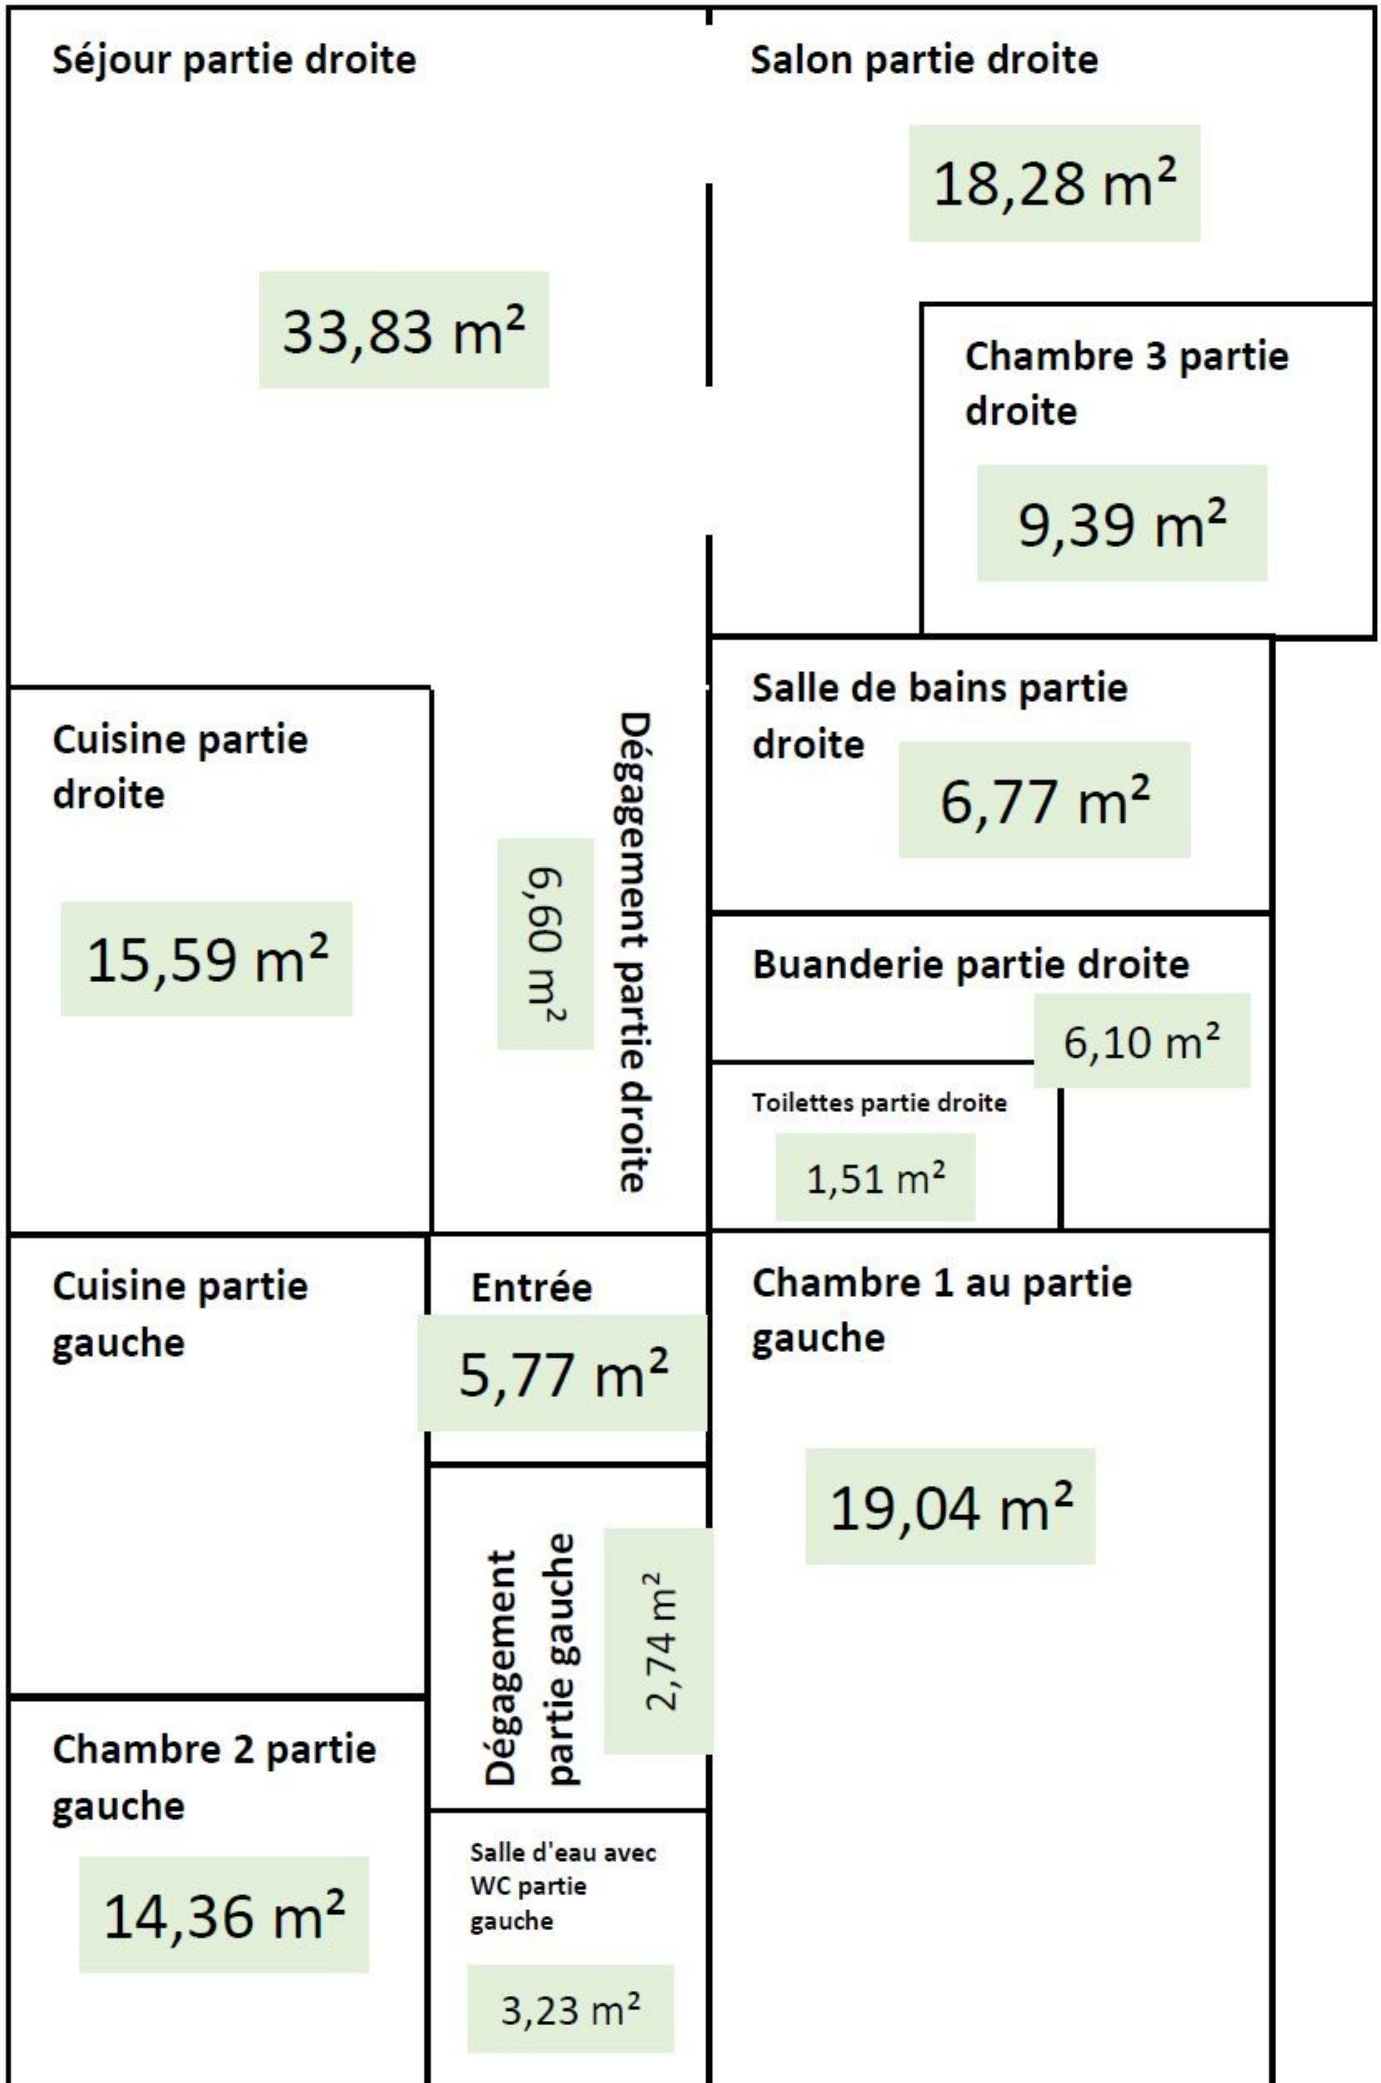 Séjour partie droite
Salon partie droite
18,28 m²
33,83 m²
Chambre 3 partie
droite
9,39 m²
Salle de bains partie
droite
6,77 m²
Cuisine partie
droite
15,59 m²
Dégagement partie droite
6,60 m²
Buanderie partie droite
6,10 m²
Toilettes partie droite
1,51 m²
Cuisine partie
gauche
Entrée
5,77 m²
Chambre 1 au partie
gauche
19,04 m²
Dégagement
partie gauche
2,74 m²
Chambre 2 partie
gauche
14,36 m²
Salle d'eau avec
WC partie
gauche
3,23 m²